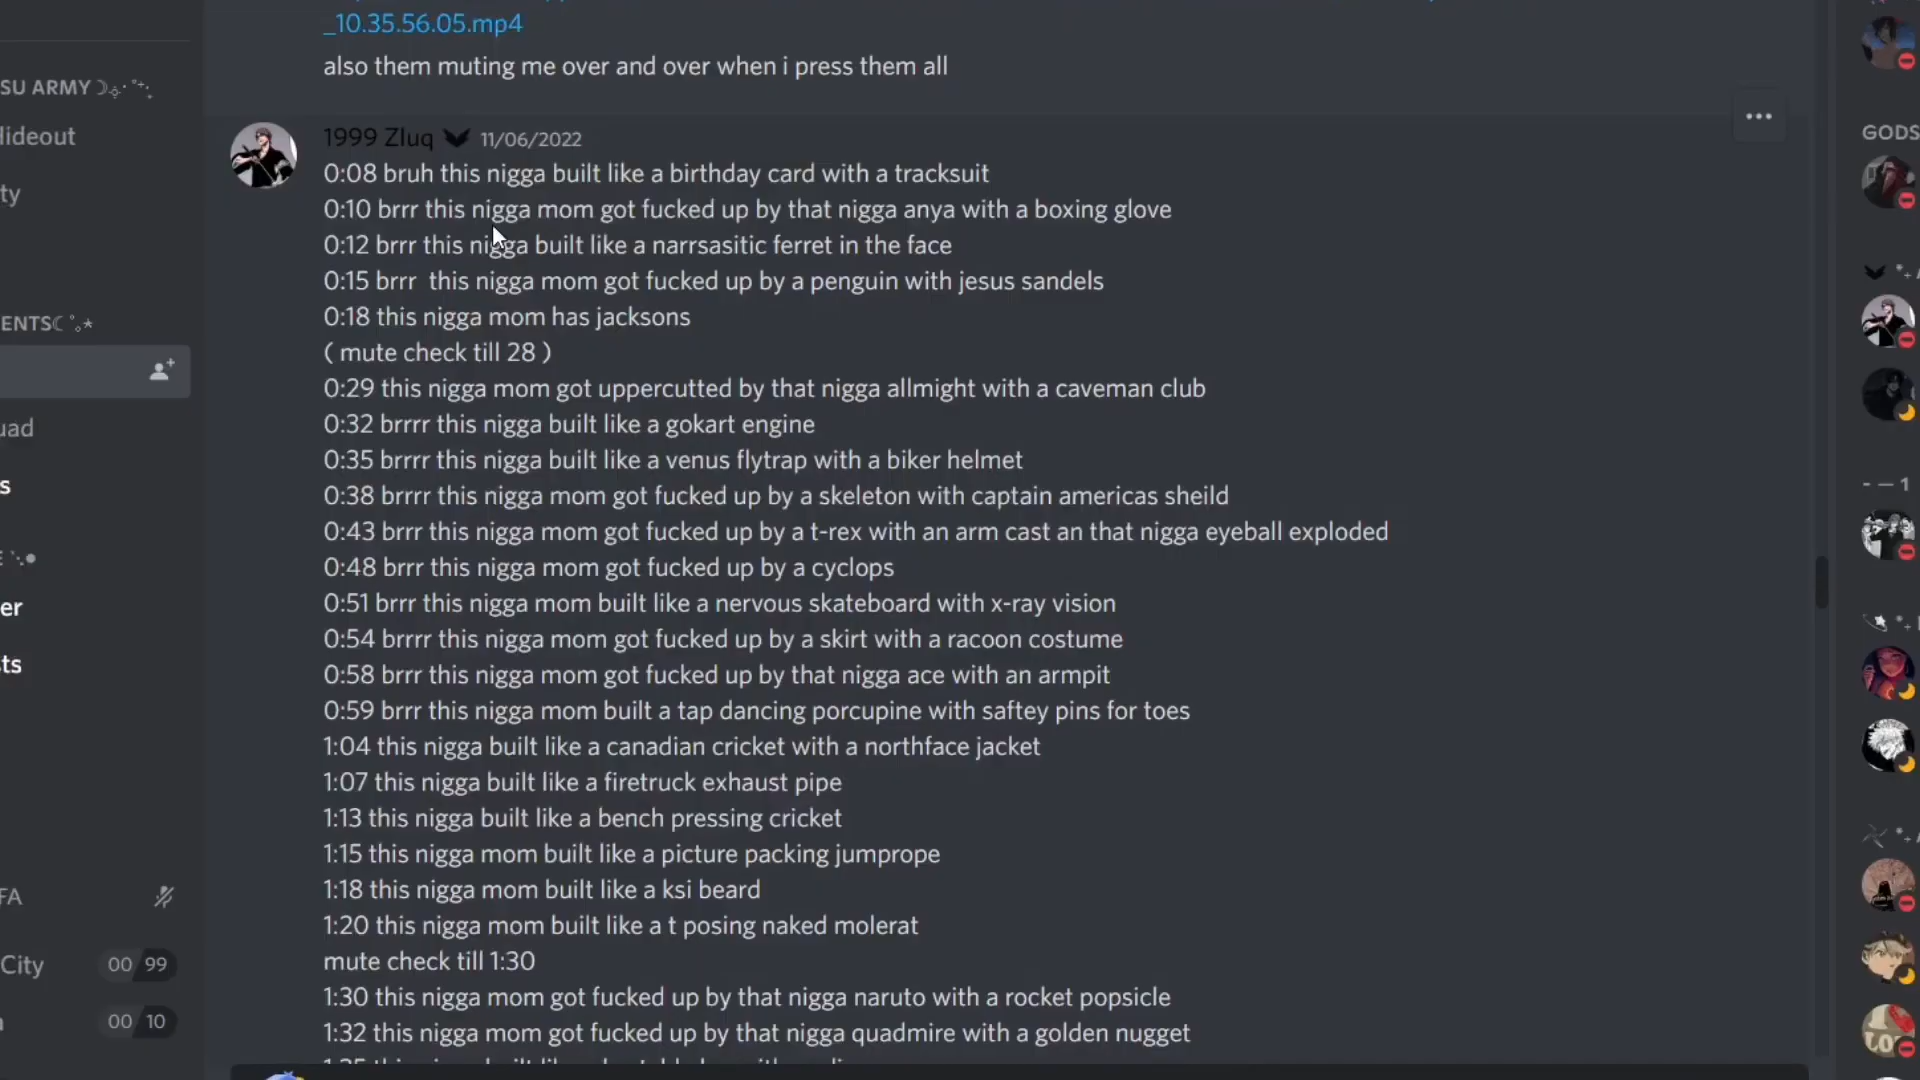 _10.35.56.05.mp4
also them muting me over and over when i press them all
SU ARMY
Hideout
ty
ENTS
uad
s
er
ts
FA
City 00 99
00 10
1999 Zluq 11/06/2022
0:08 bruh this nigga built like a birthday card with a tracksuit
0:10 brrr this nigga mom got fucked up by that nigga anya with a boxing glove
0:12 brrr this nigga built like a narrsasitic ferret in the face
0:15 brrr  this nigga mom got fucked up by a penguin with jesus sandels
0:18 this nigga mom has jacksons
( mute check till 28 )
0:29 this nigga mom got uppercutted by that nigga allmight with a caveman club
0:32 brrrr this nigga built like a gokart engine
0:35 brrrr this nigga built like a venus flytrap with a biker helmet
0:38 brrrr this nigga mom got fucked up by a skeleton with captain americas sheild
0:43 brrr this nigga mom got fucked up by a t-rex with an arm cast an that nigga eyeball exploded
0:48 brrr this nigga mom got fucked up by a cyclops
0:51 brrr this nigga mom built like a nervous skateboard with x-ray vision
0:54 brrrr this nigga mom got fucked up by a skirt with a racoon costume
0:58 brrr this nigga mom got fucked up by that nigga ace with an armpit
0:59 brrr this nigga mom built a tap dancing porcupine with saftey pins for toes
1:04 this nigga built like a canadian cricket with a northface jacket
1:07 this nigga built like a firetruck exhaust pipe
1:13 this nigga built like a bench pressing cricket
1:15 this nigga mom built like a picture packing jumprope
1:18 this nigga mom built like a ksi beard
1:20 this nigga mom built like a t posing naked molerat
mute check till 1:30
1:30 this nigga mom got fucked up by that nigga naruto with a rocket popsicle
1:32 this nigga mom got fucked up by that nigga quadmire with a golden nugget
GODS
- — 1